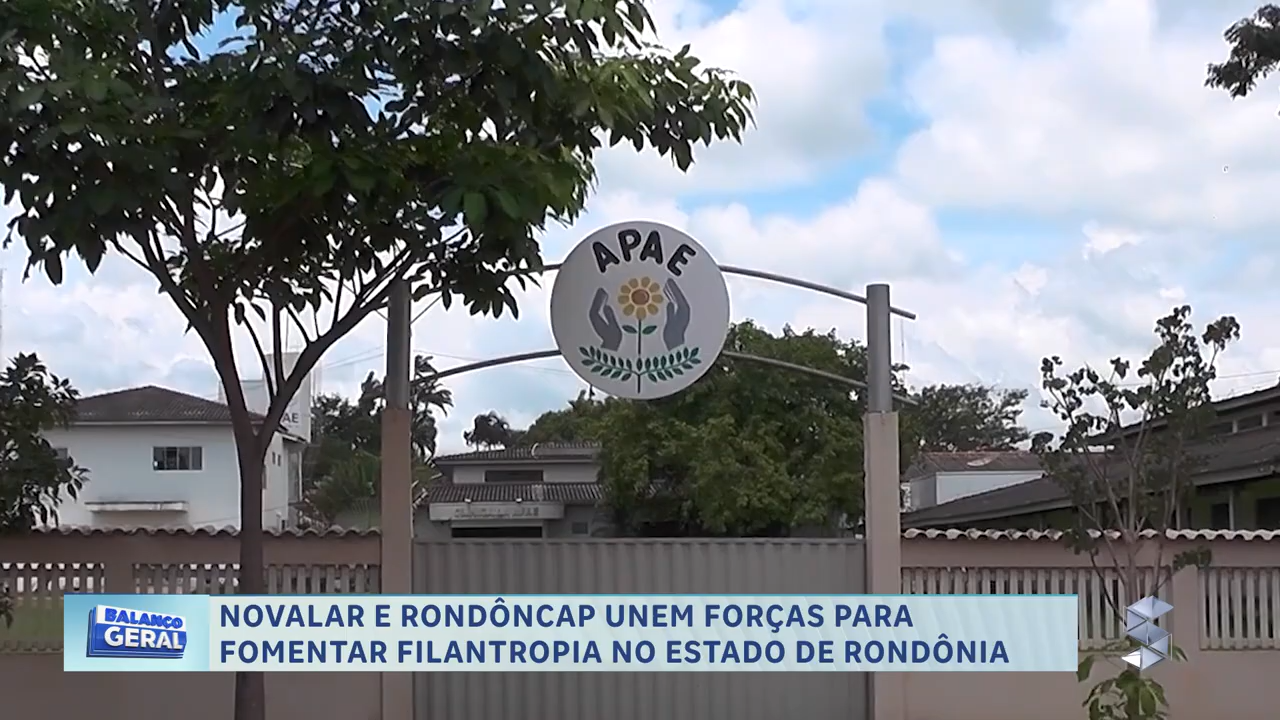 APAE
BALANÇO
GERAL
NOVALAR E RONDÔNCAP UNEM FORÇAS PARA
FOMENTAR FILANTROPIA NO ESTADO DE RONDÔNIA